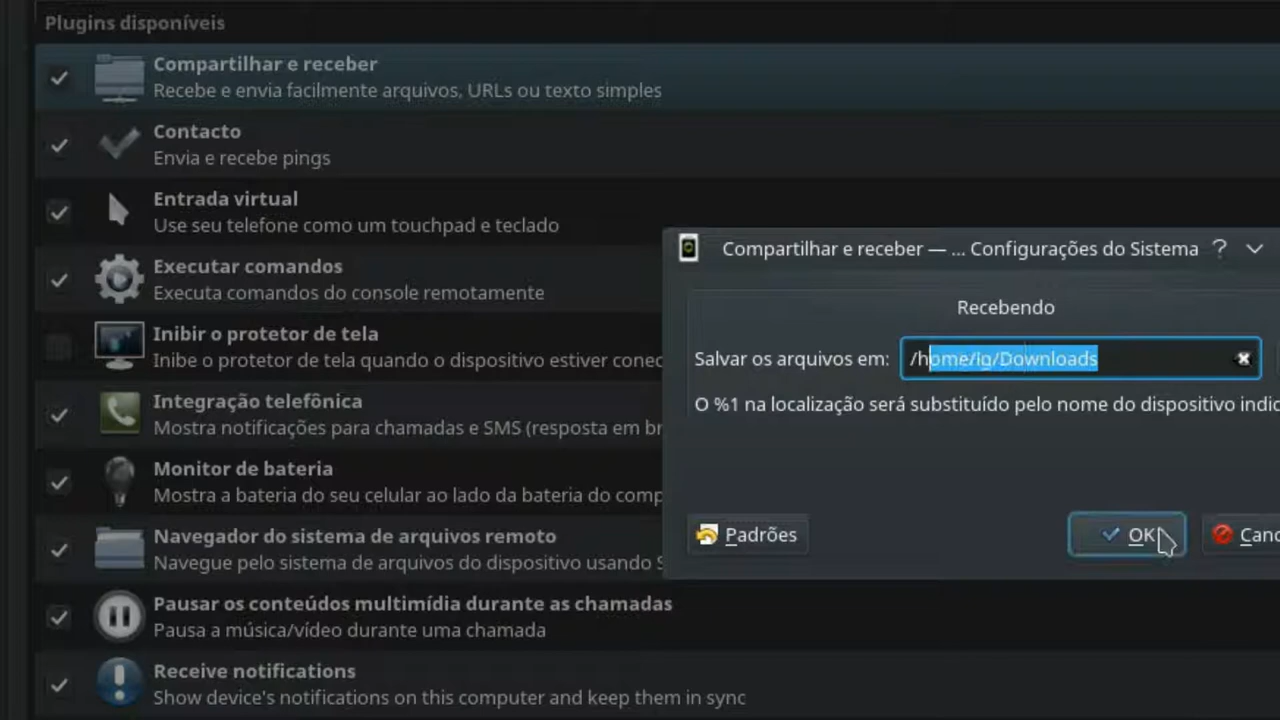 Plugins disponíveis
Compartilhar e receber
Recebe e envia facilmente arquivos, URLs ou texto simples
Contacto
Envia e recebe pings
Entrada virtual
Use seu telefone como um touchpad e teclado
Executar comandos
Executa comandos do console remotamente
Inibir o protetor de tela
Inibe o protetor de tela quando o dispositivo estiver conec
Integração telefônica
Mostra notificações para chamadas e SMS (resposta em br
Monitor de bateria
Mostra a bateria do seu celular ao lado da bateria do comp
Navegador do sistema de arquivos remoto
Navegue pelo sistema de arquivos do dispositivo usando S
Pausar os conteúdos multimídia durante as chamadas
Pausa a música/vídeo durante uma chamada
Receive notifications
Show device's notifications on this computer and keep them in sync
Compartilhar e receber — ... Configurações do Sistema
Recebendo
Salvar os arquivos em: /home/lg/Downloads
O %1 na localização será substituído pelo nome do dispositivo indic
Padrões
OK
Canc